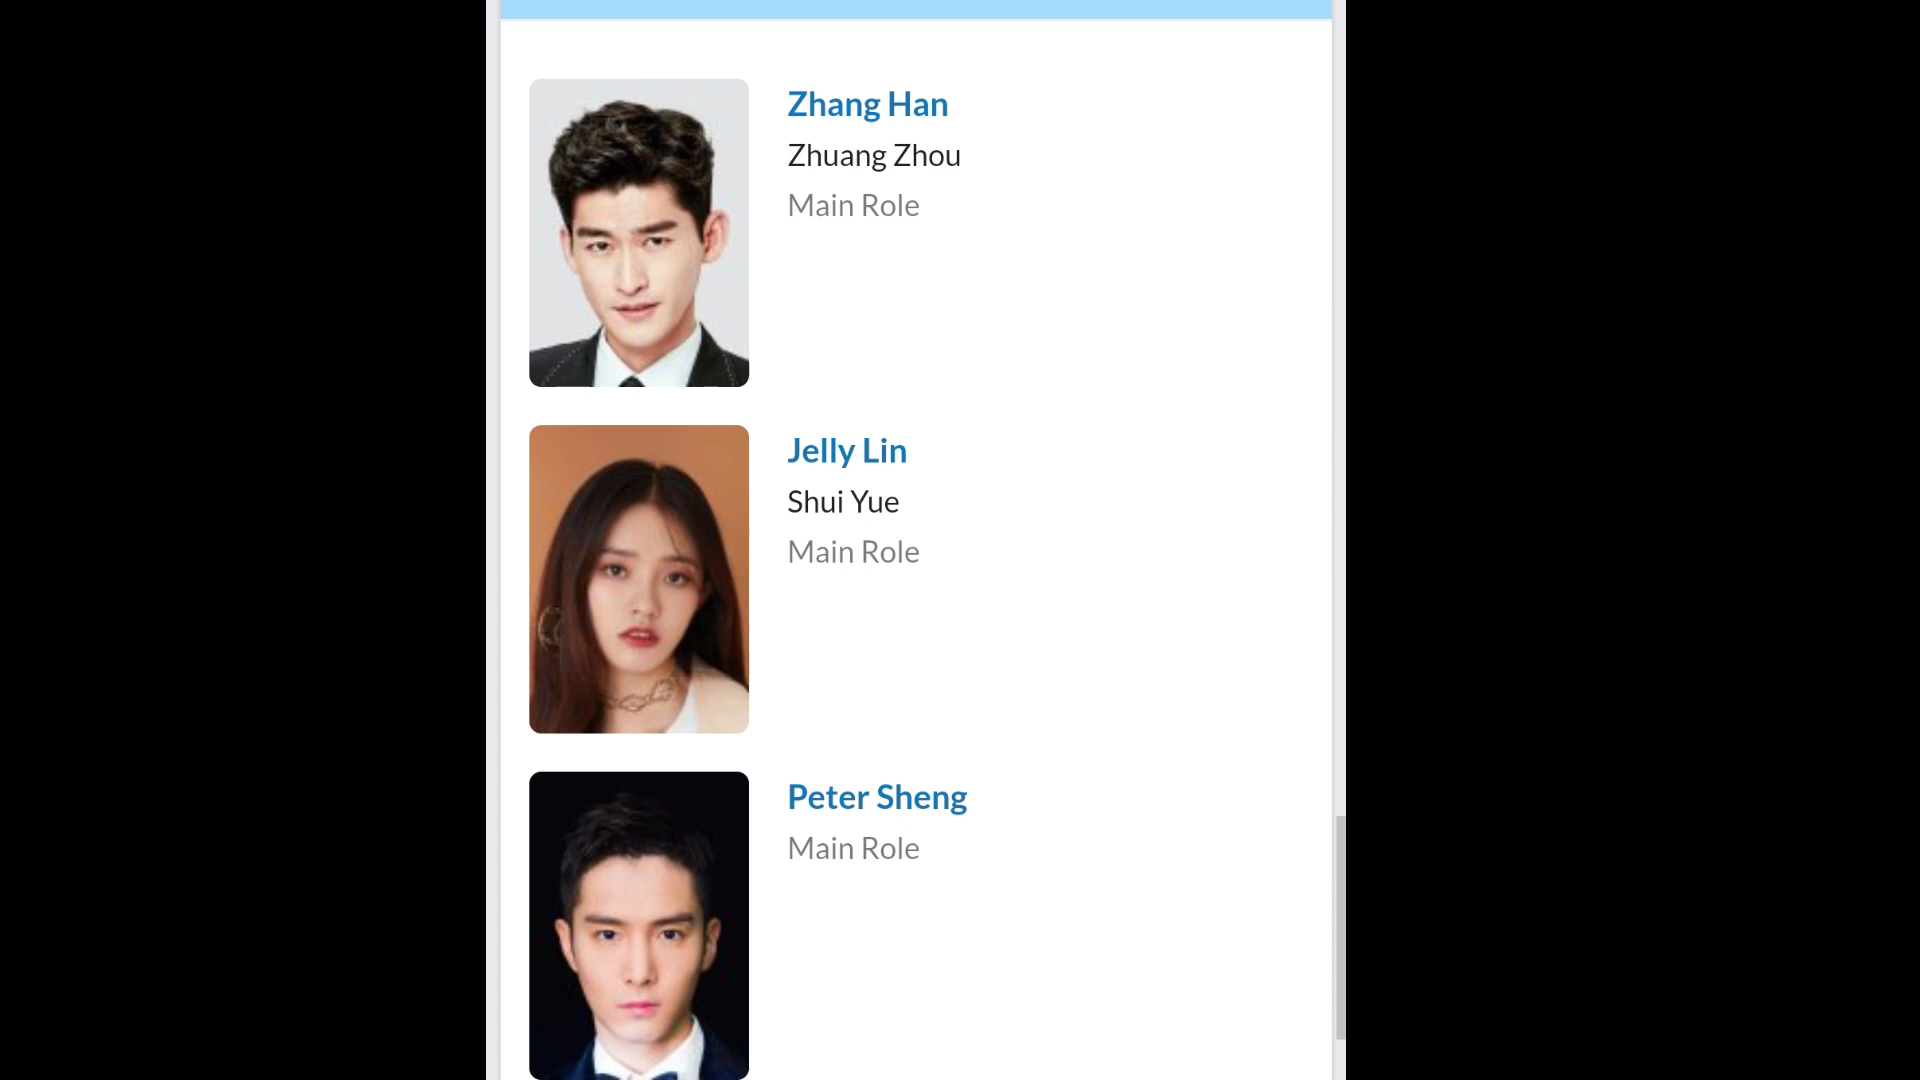 Zhang Han
Zhuang Zhou
Main Role
Jelly Lin
Shui Yue
Main Role
Peter Sheng
Main Role